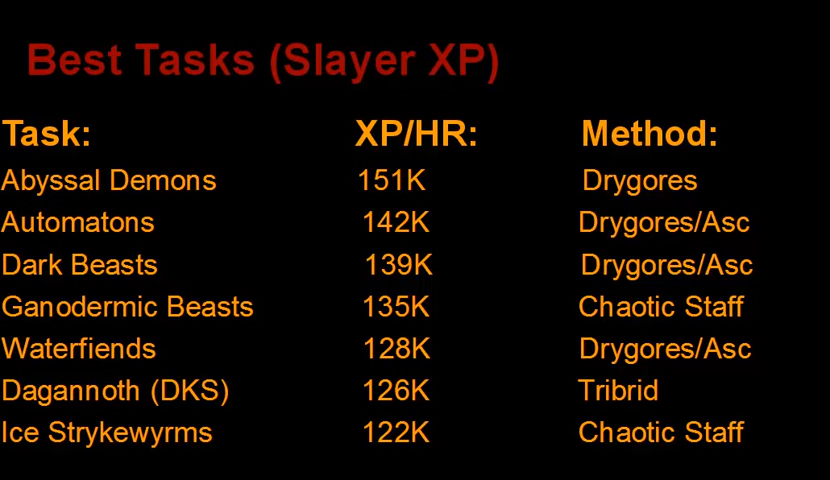 Best Tasks (Slayer XP)
Task: XP/HR: Method:
Abyssal Demons 151K Drygores
Automatons 142K Drygores/Asc
Dark Beasts 139K Drygores/Asc
Ganodermic Beasts 135K Chaotic Staff
Waterfiends 128K Drygores/Asc
Dagannoth (DKS) 126K Tribrid
Ice Strykewyrms 122K Chaotic Staff